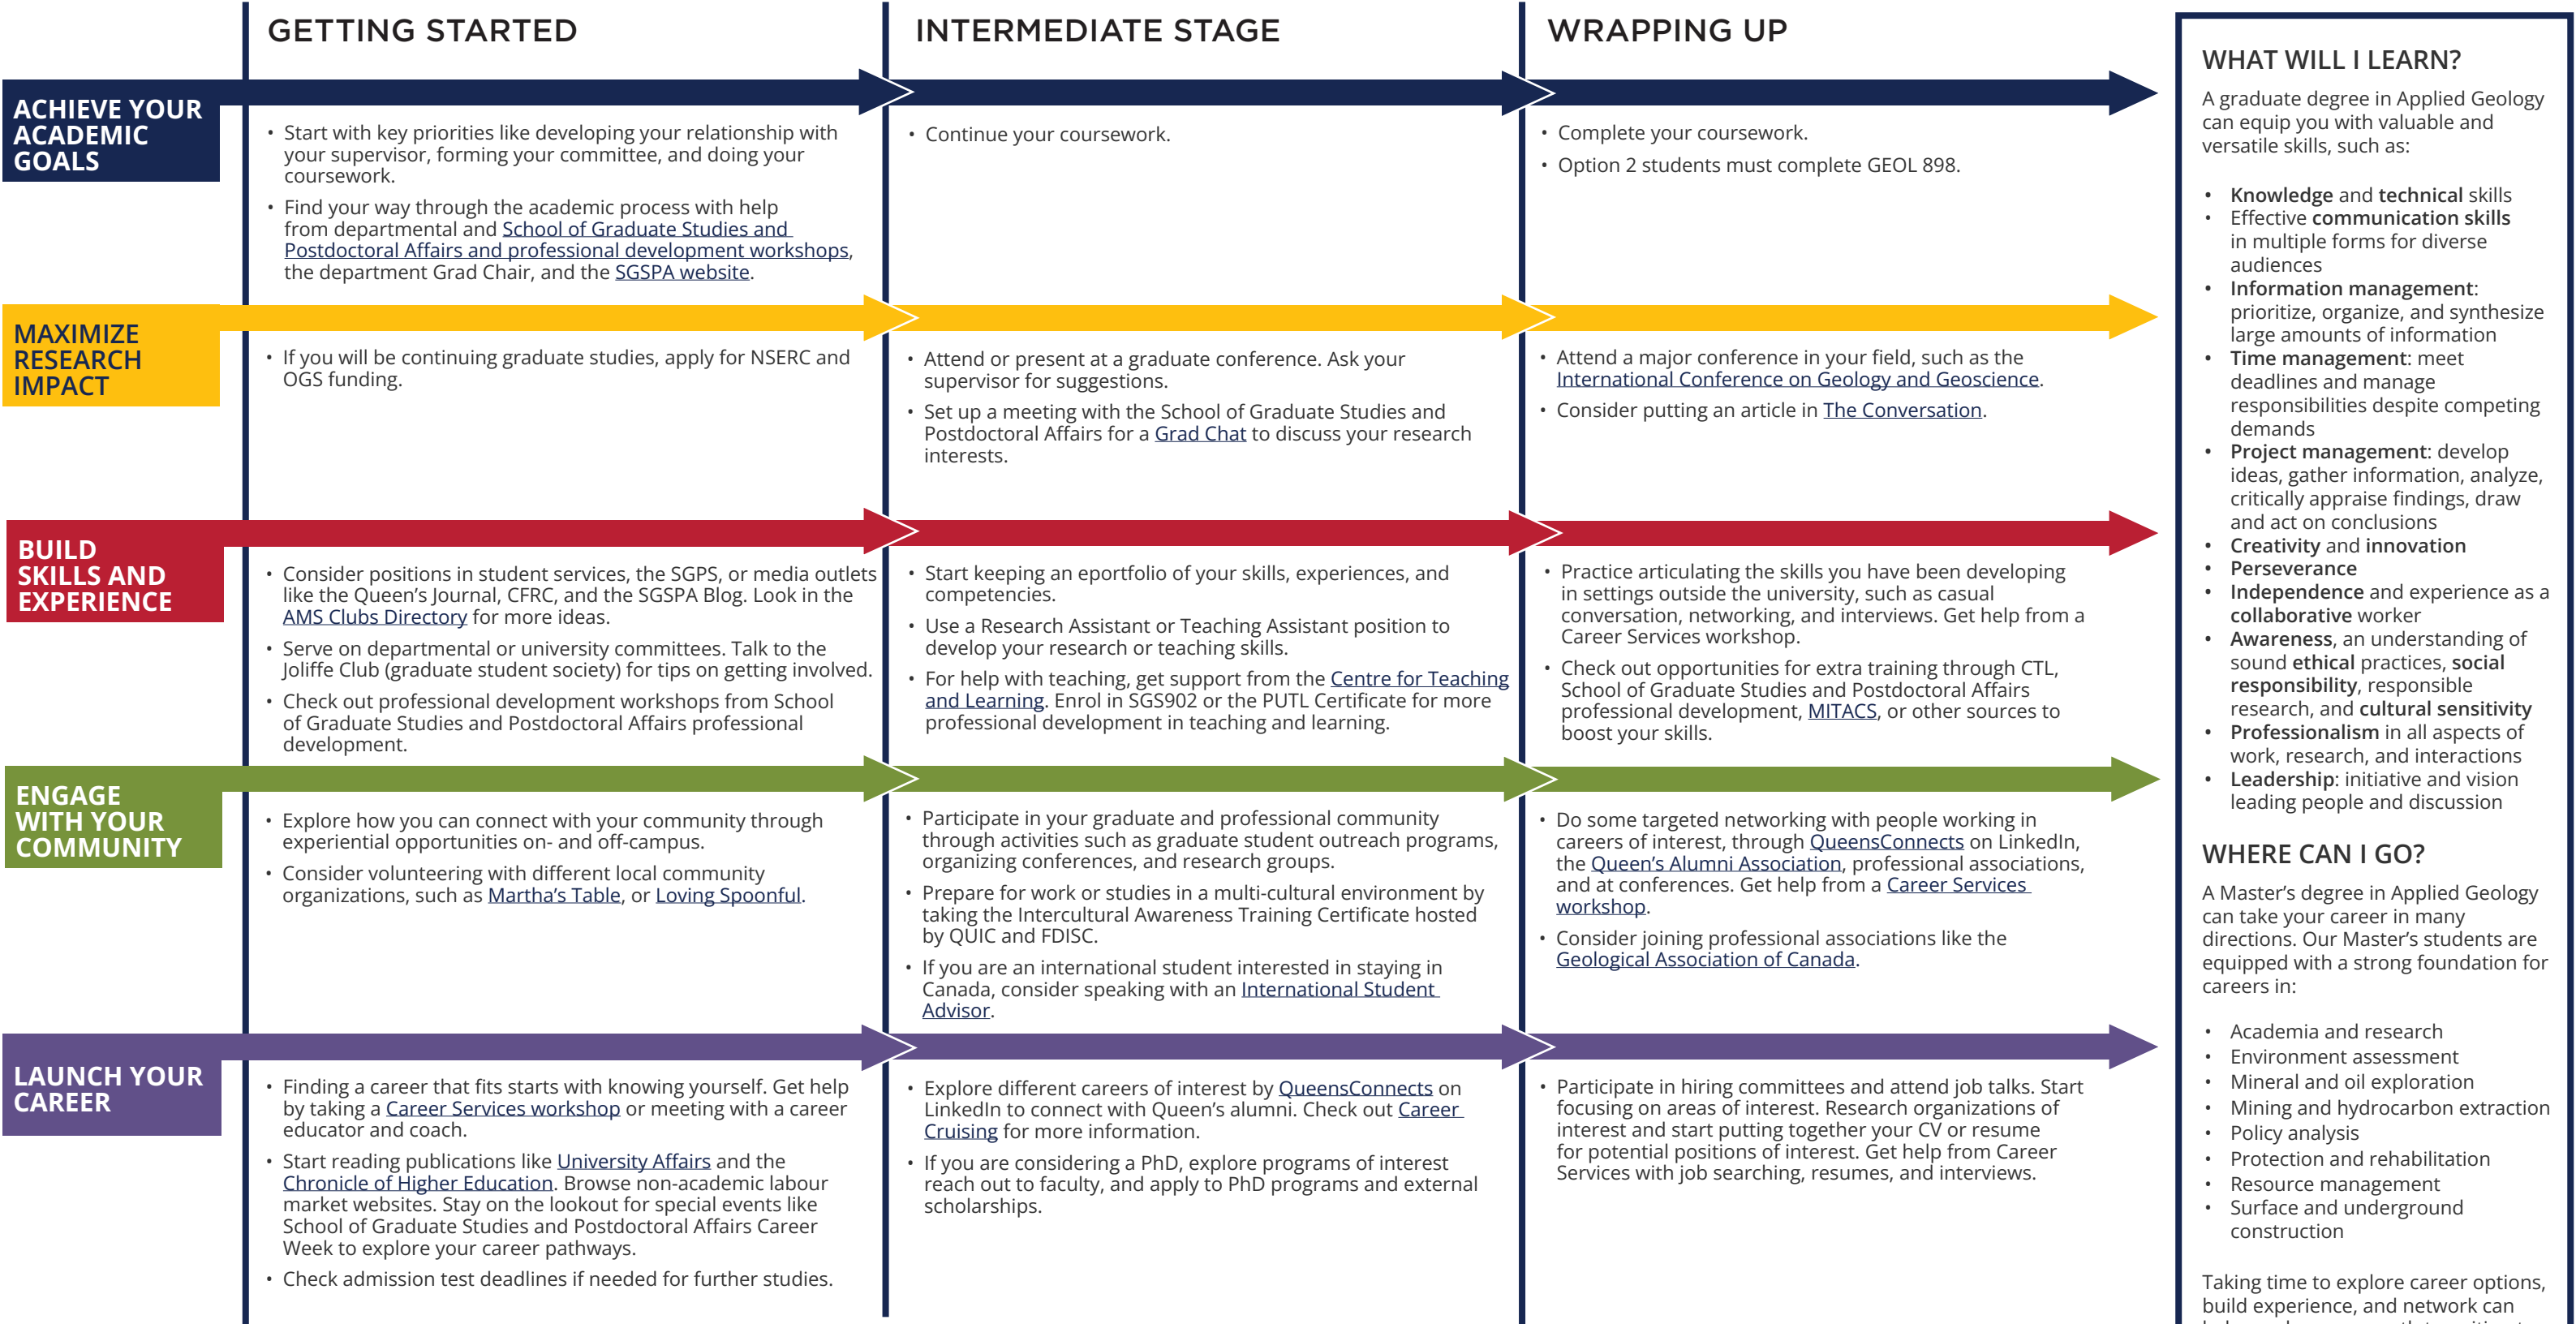 GETTING STARTED
INTERMEDIATE STAGE
WRAPPING UP
ACHIEVE YOUR
ACADEMIC
GOALS
• Start with key priorities like developing your relationship with
your supervisor, forming your committee, and doing your
coursework.
• Find your way through the academic process with help
from departmental and School of Graduate Studies and
Postdoctoral Affairs and professional development workshops,
the department Grad Chair, and the SGSPA website.
• Continue your coursework.
• Complete your coursework.
• Option 2 students must complete GEOL 898.
MAXIMIZE
RESEARCH
IMPACT
• If you will be continuing graduate studies, apply for NSERC and
OGS funding.
• Attend or present at a graduate conference. Ask your
supervisor for suggestions.
• Set up a meeting with the School of Graduate Studies and
Postdoctoral Affairs for a Grad Chat to discuss your research
interests.
• Attend a major conference in your field, such as the
International Conference on Geology and Geoscience.
• Consider putting an article in The Conversation.
BUILD
SKILLS AND
EXPERIENCE
• Consider positions in student services, the SGPS, or media outlets
like the Queen's Journal, CFRC, and the SGSPA Blog. Look in the
AMS Clubs Directory for more ideas.
• Serve on departmental or university committees. Talk to the
Joliffe Club (graduate student society) for tips on getting involved.
• Check out professional development workshops from School
of Graduate Studies and Postdoctoral Affairs professional
development.
• Start keeping an eportfolio of your skills, experiences, and
competencies.
• Use a Research Assistant or Teaching Assistant position to
develop your research or teaching skills.
• For help with teaching, get support from the Centre for Teaching
and Learning. Enrol in SGS902 or the PUTL Certificate for more
professional development in teaching and learning.
• Practice articulating the skills you have been developing
in settings outside the university, such as casual
conversation, networking, and interviews. Get help from a
Career Services workshop.
• Check out opportunities for extra training through CTL,
School of Graduate Studies and Postdoctoral Affairs
professional development, MITACS, or other sources to
boost your skills.
ENGAGE
WITH YOUR
COMMUNITY
• Explore how you can connect with your community through
experiential opportunities on- and off-campus.
• Consider volunteering with different local community
organizations, such as Martha's Table, or Loving Spoonful.
• Participate in your graduate and professional community
through activities such as graduate student outreach programs,
organizing conferences, and research groups.
• Prepare for work or studies in a multi-cultural environment by
taking the Intercultural Awareness Training Certificate hosted
by QUIC and FDISC.
• If you are an international student interested in staying in
Canada, consider speaking with an International Student
Advisor.
• Do some targeted networking with people working in
careers of interest, through QueensConnects on LinkedIn,
the Queen's Alumni Association, professional associations,
and at conferences. Get help from a Career Services
workshop.
• Consider joining professional associations like the
Geological Association of Canada.
LAUNCH YOUR
CAREER
• Finding a career that fits starts with knowing yourself. Get help
by taking a Career Services workshop or meeting with a career
educator and coach.
• Start reading publications like University Affairs and the
Chronicle of Higher Education. Browse non-academic labour
market websites. Stay on the lookout for special events like
School of Graduate Studies and Postdoctoral Affairs Career
Week to explore your career pathways.
• Check admission test deadlines if needed for further studies.
• Explore different careers of interest by QueensConnects on
LinkedIn to connect with Queen's alumni. Check out Career
Cruising for more information.
• If you are considering a PhD, explore programs of interest
reach out to faculty, and apply to PhD programs and external
scholarships.
• Participate in hiring committees and attend job talks. Start
focusing on areas of interest. Research organizations of
interest and start putting together your CV or resume
for potential positions of interest. Get help from Career
Services with job searching, resumes, and interviews.
WHAT WILL I LEARN?
A graduate degree in Applied Geology
can equip you with valuable and
versatile skills, such as:
• Knowledge and technical skills
• Effective communication skills
in multiple forms for diverse
audiences
• Information management:
prioritize, organize, and synthesize
large amounts of information
• Time management: meet
deadlines and manage
responsibilities despite competing
demands
• Project management: develop
ideas, gather information, analyze,
critically appraise findings, draw
and act on conclusions
• Creativity and innovation
• Perseverance
• Independence and experience as a
collaborative worker
• Awareness, an understanding of
sound ethical practices, social
responsibility, responsible
research, and cultural sensitivity
• Professionalism in all aspects of
work, research, and interactions
• Leadership: initiative and vision
leading people and discussion
WHERE CAN I GO?
A Master's degree in Applied Geology
can take your career in many
directions. Our Master's students are
equipped with a strong foundation for
careers in:
• Academia and research
• Environment assessment
• Mineral and oil exploration
• Mining and hydrocarbon extraction
• Policy analysis
• Protection and rehabilitation
• Resource management
• Surface and underground
construction
Taking time to explore career options,
build experience, and network can